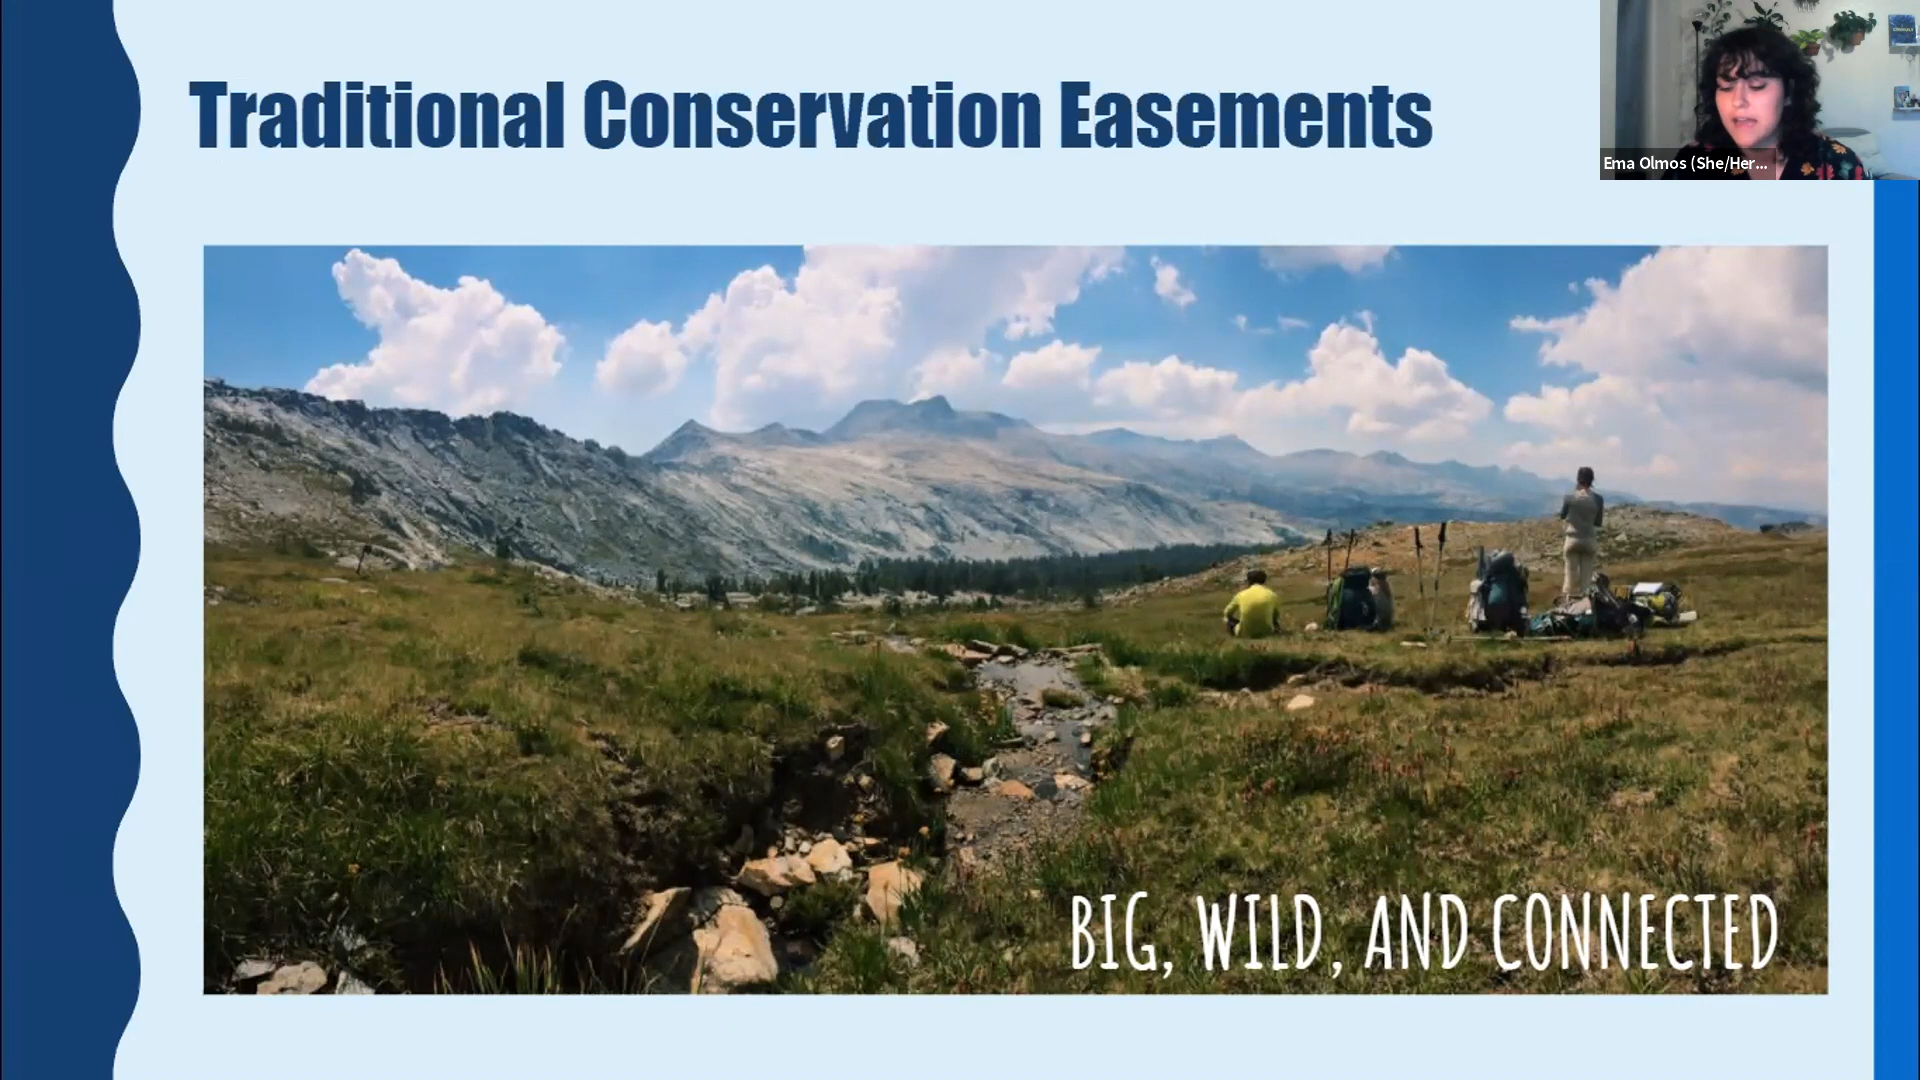 Traditional Conservation Easements
Ema Olmos (She/Her...
BIG, WILD, AND CONNECTED